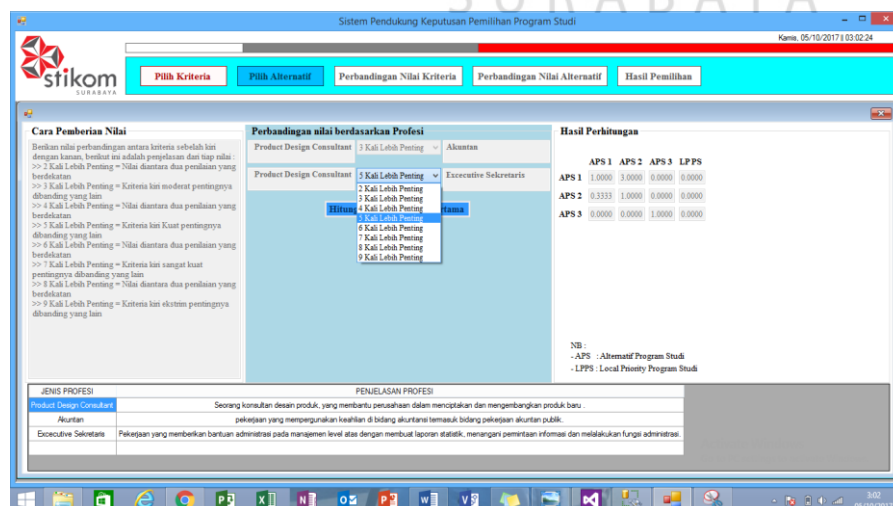 SURABAYA
Sistem Pendukung Keputusan Pemilihan Program Studi
Kamis, 05/10/2017 || 03:02:24
stikom
SURABAYA
Pilih Kriteria
Pilih Alternatif
Perbandingan Nilai Kriteria
Perbandingan Nilai Alternatif
Hasil Pemilihan
Cara Pemberian Nilai
Berikan nilai perbandingan antara kriteria sebelah kiri
dengan kanan, berikut ini adalah penjelasan dari tiap nilai :
>> 2 Kali Lebih Penting = Nilai diantara dua penilaian yang
berdekatan
>> 3 Kali Lebih Penting = Kriteria kiri moderat pentingnya
dibanding yang lain
>> 4 Kali Lebih Penting = Nilai diantara dua penilaian yang
berdekatan
>> 5 Kali Lebih Penting = Kriteria kiri Kuat pentingnya
dibanding yang lain
>> 6 Kali Lebih Penting = Nilai diantara dua penilaian yang
berdekatan
>> 7 Kali Lebih Penting = Kriteria kiri sangat kuat
pentingnya dibanding yang lain
>> 8 Kali Lebih Penting = Nilai diantara dua penilaian yang
berdekatan
>> 9 Kali Lebih Penting = Kriteria kiri ekstrim pentingnya
dibanding yang lain
Perbandingan nilai berdasarkan Profesi
Product Design Consultant 3 Kali Lebih Penting Akuntan
Product Design Consultant 5 Kali Lebih Penting Excecutive Sekretaris
2 Kali Lebih Penting
3 Kali Lebih Penting
4 Kali Lebih Penting
5 Kali Lebih Penting
6 Kali Lebih Penting
7 Kali Lebih Penting
8 Kali Lebih Penting
9 Kali Lebih Penting
Hasil Perhitungan
APS 1 APS 2 APS 3 LPPS
APS 1 1.0000 3.0000 0.0000 0.0000
APS 2 0.3333 1.0000 0.0000 0.0000
APS 3 0.0000 0.0000 1.0000 0.0000
NB :
- APS : Alternatif Program Studi
- LPPS : Local Priority Program Studi
JENIS PROFESI PENJELASAN PROFESI
Product Design Consultant Seorang konsultan desain produk, yang membantu perusahaan dalam menciptakan dan mengembangkan produk baru .
Akuntan pekerjaan yang mempergunakan keahlian di bidang akuntansi termasuk bidang pekerjaan akuntan publik.
Excecutive Sekretaris Pekerjaan yang memberikan bantuan administrasi pada manajemen level atas dengan membuat laporan statistik, menangani permintaan informasi dan melalakukan fungsi administrasi.
3:02
05/10/2017